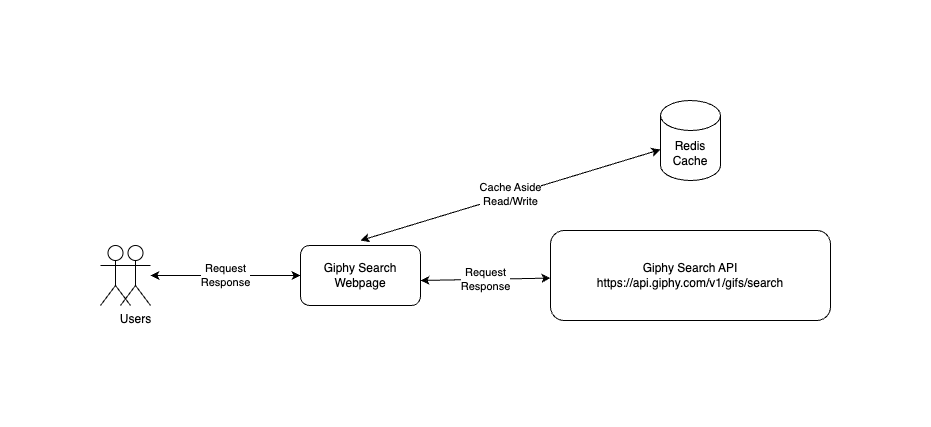 Redis
Cache
Cache Aside
Read/Write
Request
Response
Giphy Search
Webpage
Request
Response
Giphy Search API
https://api.giphy.com/v1/gifs/search
Users